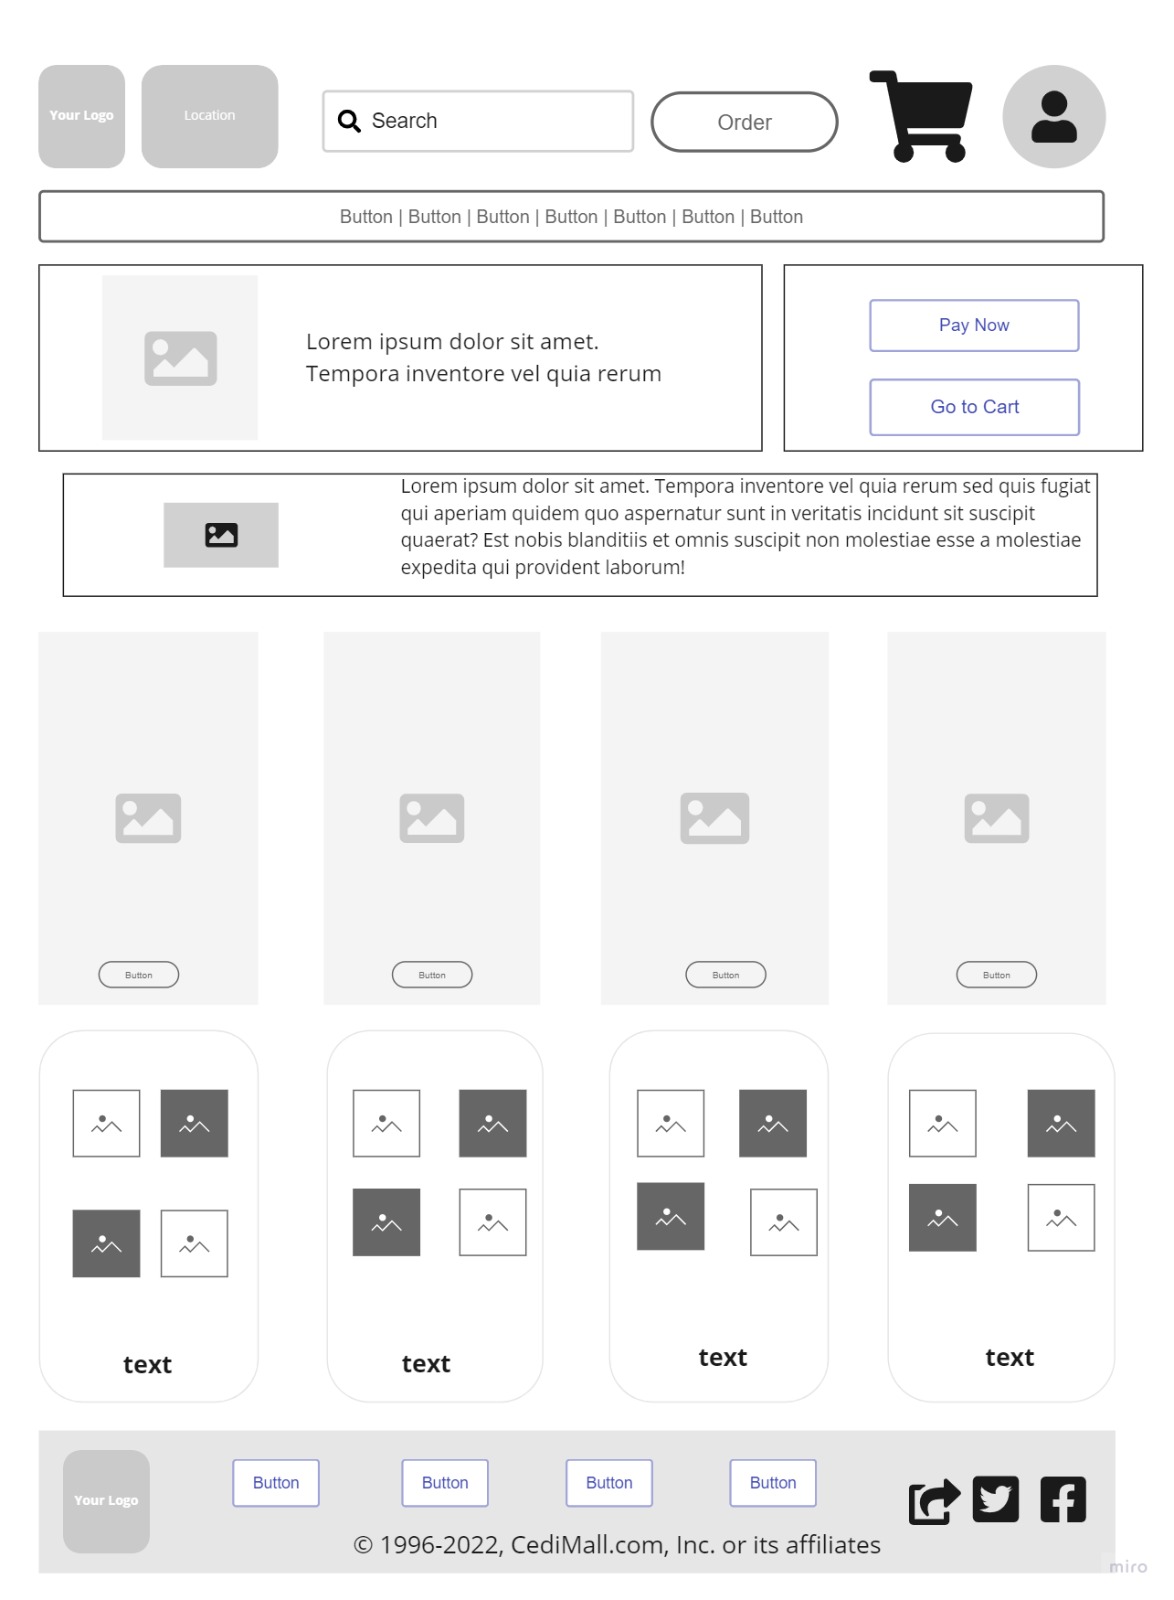 Your Logo
Location
Search
Order
Button | Button | Button | Button | Button | Button | Button
Lorem ipsum dolor sit amet.
Tempora inventore vel quia rerum
Pay Now
Go to Cart
Lorem ipsum dolor sit amet. Tempora inventore vel quia rerum sed quis fugiat
qui aperiam quidem quo aspernatur sunt in veritatis incidunt sit suscipit
quaerat? Est nobis blanditiis et omnis suscipit non molestiae esse a molestiae
expedita qui provident laborum!
Button
Button
Button
Button
text
text
text
text
Your Logo
Button
Button
Button
Button
© 1996-2022, CediMall.com, Inc. or its affiliates
miro